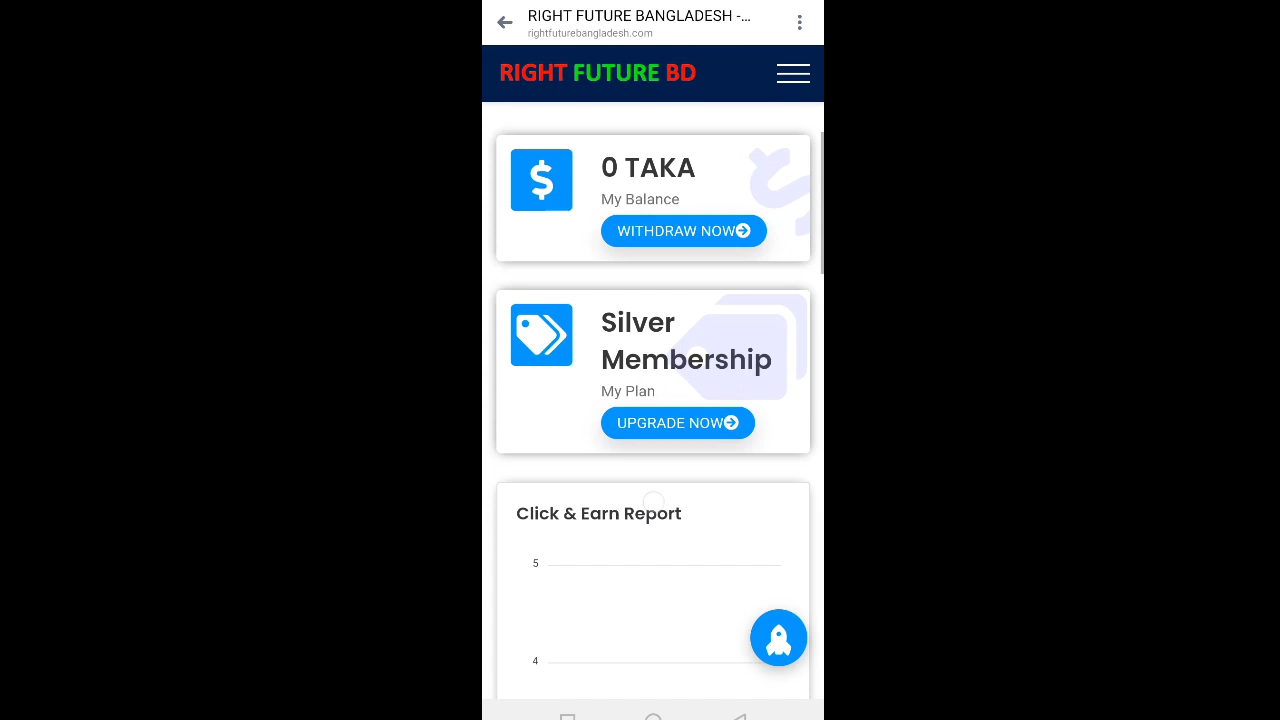 RIGHT FUTURE BANGLADESH -...
rightfuturebangladesh.com
RIGHT FUTURE BD
0 TAKA
My Balance
WITHDRAW NOW
Silver
Membership
My Plan
UPGRADE NOW
Click & Earn Report
5
4